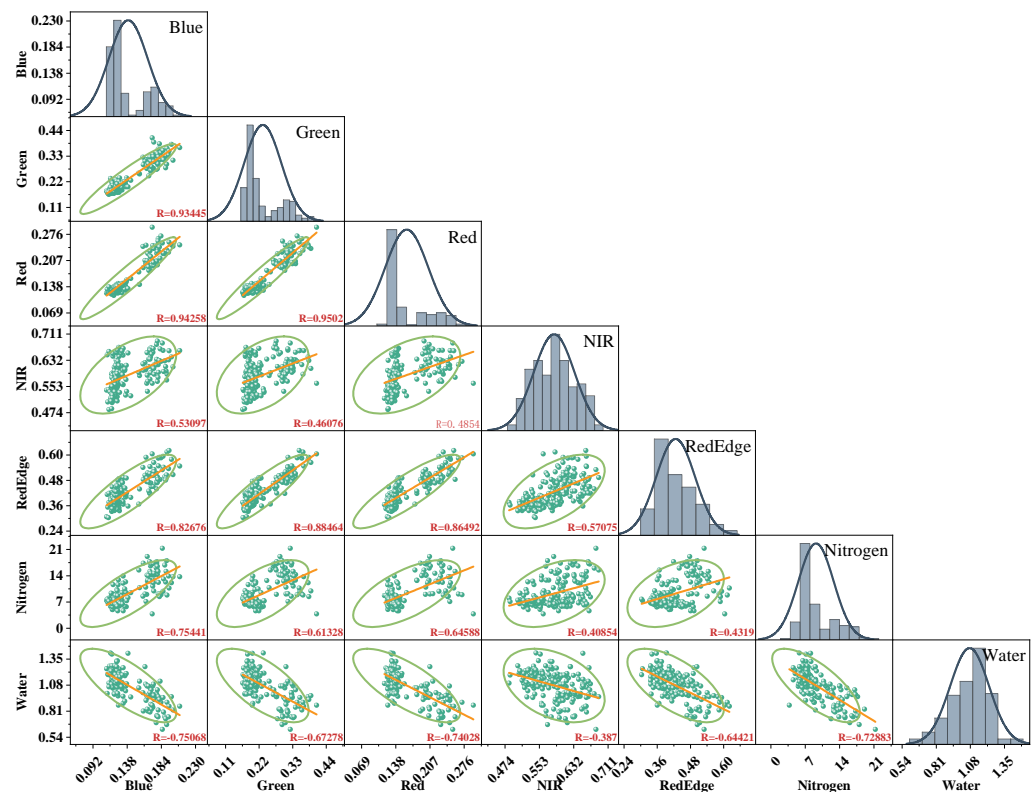 Blue
0.230
0.184
0.138
0.092
Blue
Green
0.44
0.33
0.22
0.11
Green
R=0.93445
Red
0.276
0.207
0.138
0.069
Red
R=0.94258 R=0.9502
NIR
0.711
0.632
0.553
0.474
NIR
R=0.53097 R=0.46076 R=0.4854
RedEdge
0.60
0.48
0.36
0.24
RedEdge
R=0.82676 R=0.88464 R=0.86492 R=0.57075
Nitrogen
21
14
7
0
Nitrogen
R=0.75441 R=0.61328 R=0.64588 R=0.40854 R=0.4319
Water
1.35
1.08
0.81
0.54
Water
R=-0.75068 R=-0.67278 R=-0.74028 R=-0.387 R=-0.64421 R=-0.72883
0.092 0.138 0.184 0.230 0.11 0.22 0.33 0.44 0.069 0.138 0.207 0.276 0.474 0.553 0.632 0.711 0.24 0.36 0.48 0.60 0 7 14 21 0.54 0.81 1.08 1.35
Blue Green Red NIR RedEdge Nitrogen Water